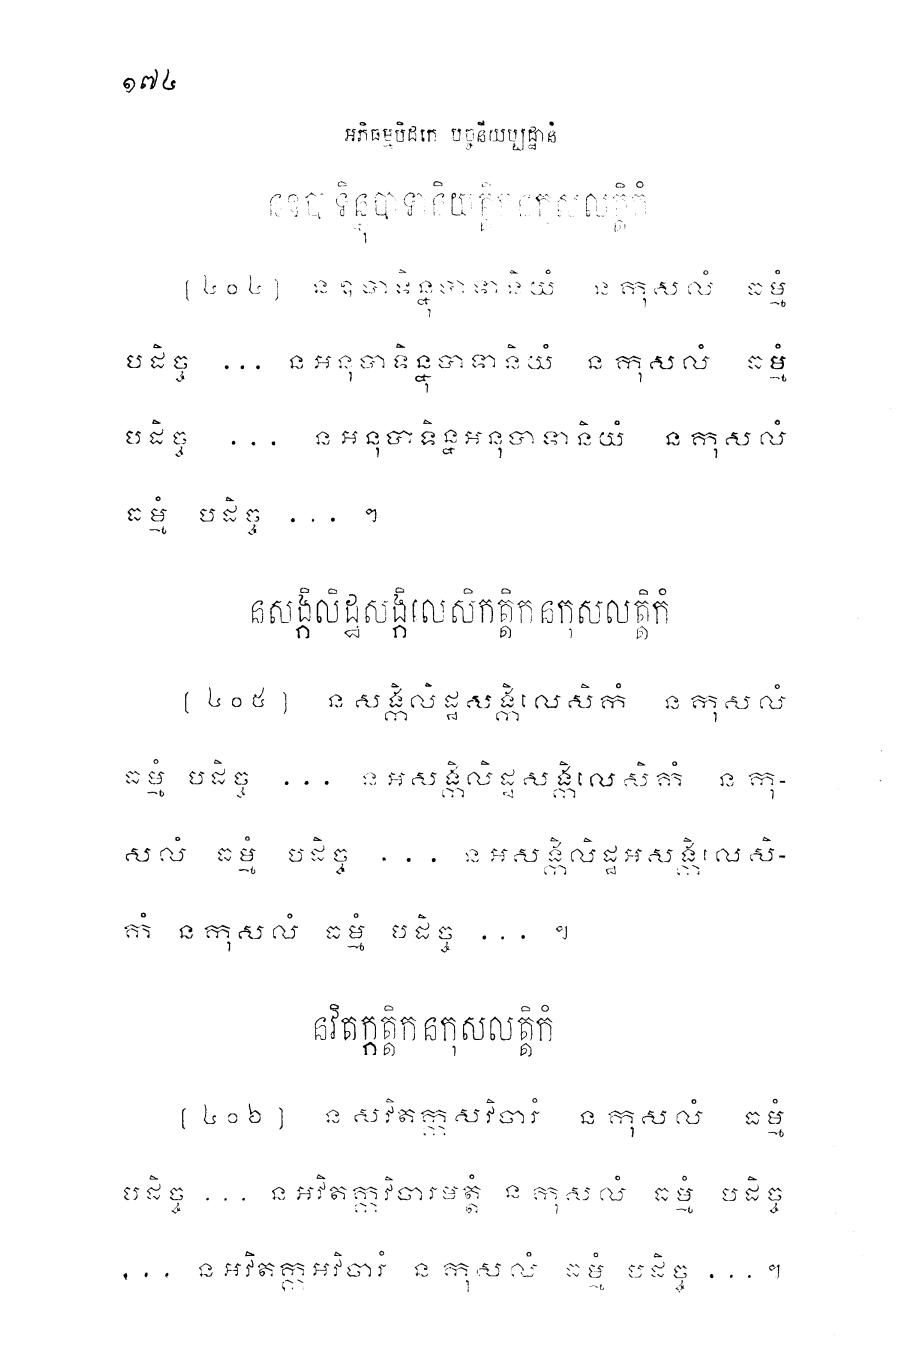 ១៧៤
អភិធម្មបិដកេ បច្ចនីយប្បដ្ឋានំ
នឧបាទិន្នុបាទានិយត្តិកនកុសលត្តិកំ
[៤០៤] នឧបាទិន្នុបាទានិយំ នកុសលំ ធម្មំ
បដិច្ច ... នអនុបាទិន្នុបាទានិយំ នកុសលំ ធម្មំ
បដិច្ច ... នអនុបាទិន្នអនុបាទានិយំ នកុសលំ
ធម្មំ បដិច្ច ... ។
នសង្កិលិដ្ឋសង្កិលេសិកត្តិកនកុសលត្តិកំ
[៤០៥] នសង្កិលិដ្ឋសង្កិលេសិកំ នកុសលំ
ធម្មំ បដិច្ច ... នអសង្កិលិដ្ឋសង្កិលេសិកំ នកុ-
សលំ ធម្មំ បដិច្ច ... នអសង្កិលិដ្ឋអសង្កិលេសិ-
កំ នកុសលំ ធម្មំ បដិច្ច ... ។
នវិតក្កត្តិកនកុសលត្តិកំ
[៤០៦] នសវិតក្កសវិចារំ នកុសលំ ធម្មំ
បដិច្ច ... នអវិតក្កវិចារមត្តំ នកុសលំ ធម្មំ បដិច្ច
... នអវិតក្កអវិចារំ នកុសលំ ធម្មំ បដិច្ច ... ។